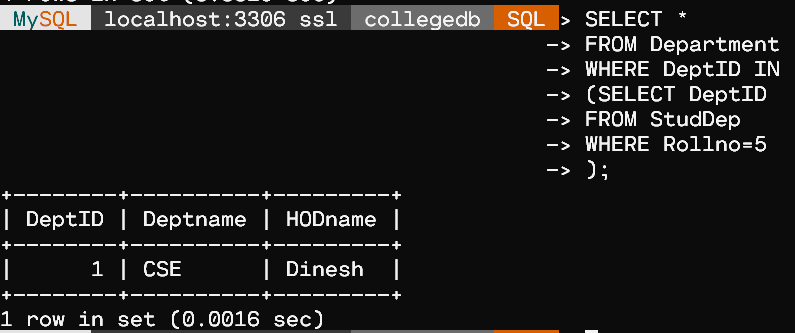 MySQL localhost:3306 ssl collegedb SQL > SELECT *
-> FROM Department
-> WHERE DeptID IN
-> (SELECT DeptID
-> FROM StudDep
-> WHERE Rollno=5
-> );
+--------+----------+---------+
| DeptID | Deptname | HODname |
+--------+----------+---------+
|      1 | CSE      | Dinesh  |
+--------+----------+---------+
1 row in set (0.0016 sec)